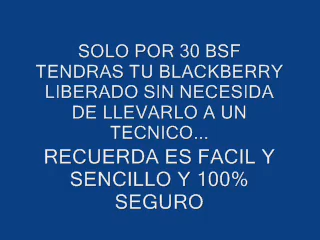 SOLO POR 30 BSF
TENDRAS TU BLACKBERRY
LIBERADO SIN NECESIDA
DE LLEVARLO A UN
TECNICO...
RECUERDA ES FACIL Y
SENCILLO Y 100%
SEGURO